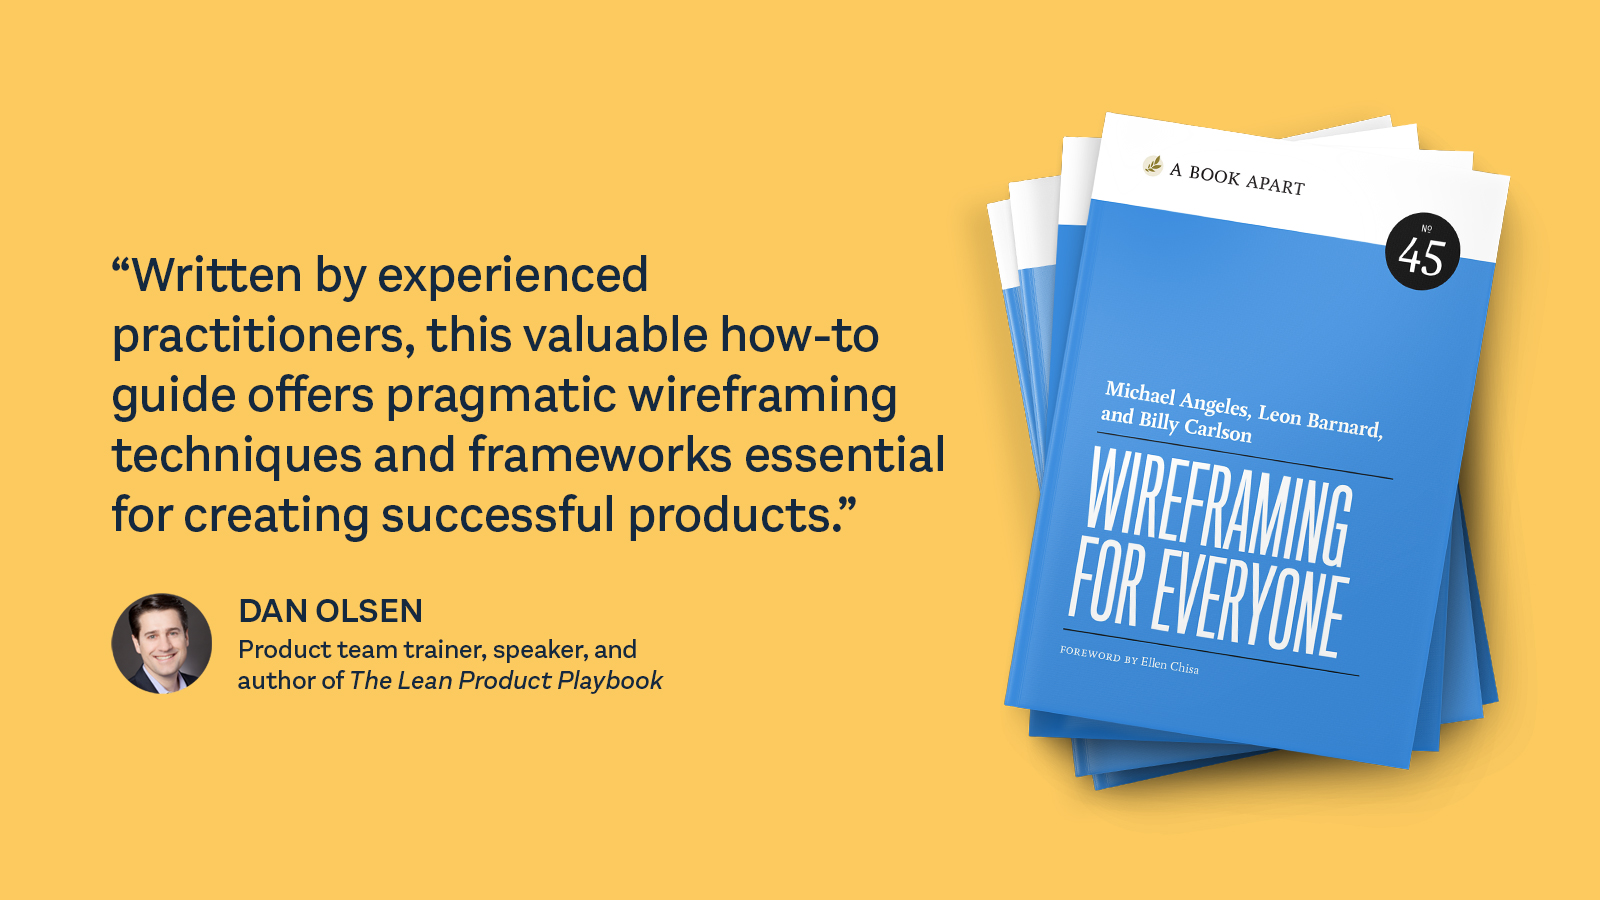 “Written by experienced
practitioners, this valuable how-to
guide offers pragmatic wireframing
techniques and frameworks essential
for creating successful products.”
DAN OLSEN
Product team trainer, speaker, and
author of The Lean Product Playbook
A BOOK APART
Nº
45
Michael Angeles, Leon Barnard,
and Billy Carlson
WIREFRAMING
FOR EVERYONE
FOREWORD BY Ellen Chisa